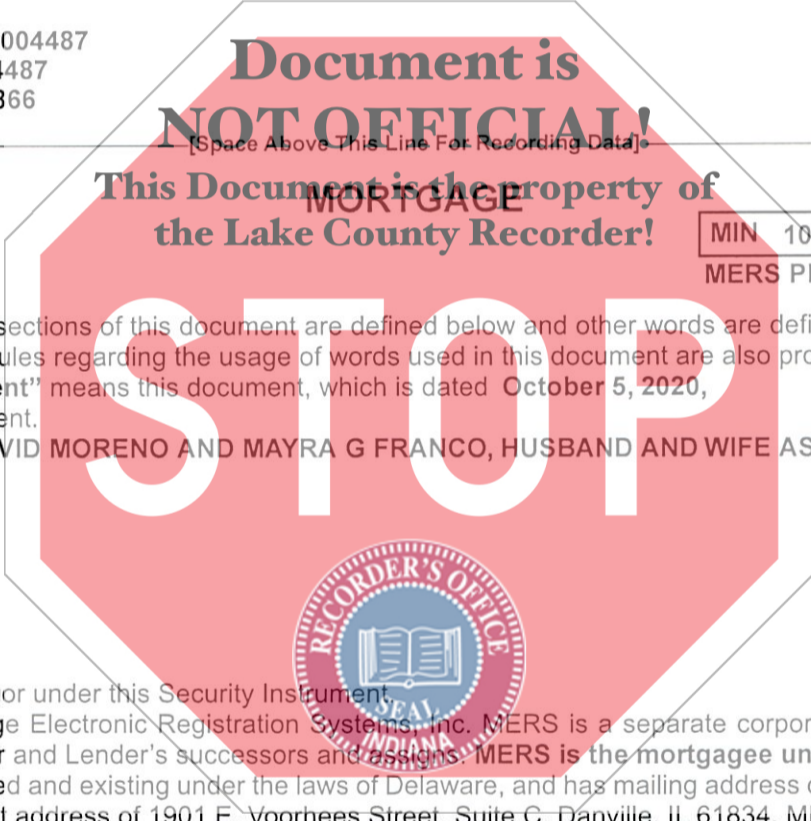 004487
4487
366
Document is
NOT OFFICIAL!
[Space Above This Line For Recording Data]
This Document is the property of
MORTGAGE
the Lake County Recorder!
MIN 10
MERS
STOP
sections of this document are defined below and other words are defi
ules regarding the usage of words used in this document are also pro
ent” means this document, which is dated October 5, 2020,
ent.
VID MORENO AND MAYRA G FRANCO, HUSBAND AND WIFE AS
RECORDER'S OFFICE
SEAL
INDIANA
or under this Security Instrument.
ge Electronic Registration Systems, Inc. MERS is a separate corpor
r and Lender’s successors and assigns. MERS is the mortgagee un
ed and existing under the laws of Delaware, and has mailing address
t address of 1901 E. Voorhees Street, Suite C, Danville, IL 61834.